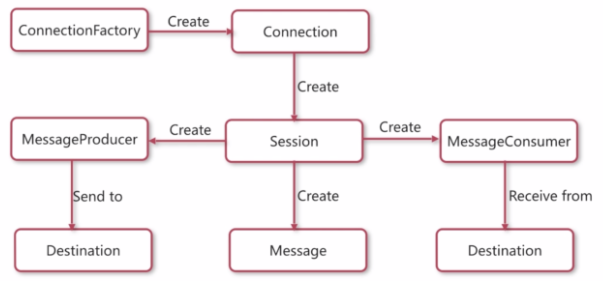 ConnectionFactory
Create
Connection
Create
MessageProducer
Create
Session
Create
MessageConsumer
Send to
Create
Receive from
Destination
Message
Destination